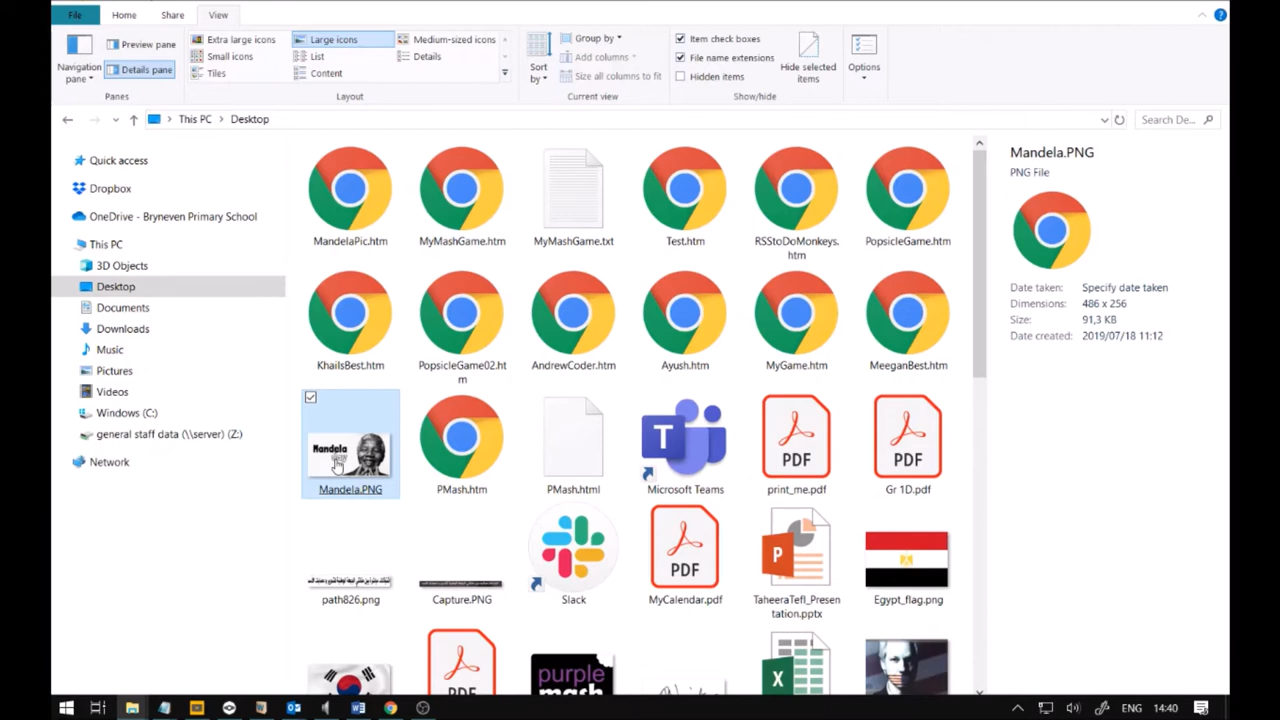 File
Home
Share
View
Navigation
pane
Preview pane
Details pane
Panes
Extra large icons
Large icons
Medium-sized icons
Small icons
List
Details
Tiles
Content
Layout
Sort
by
Group by
Add columns
Size all columns to fit
Current view
Item check boxes
File name extensions
Hidden items
Hide selected
items
Show/hide
Options
This PC
Desktop
Search De...
Quick access
Dropbox
OneDrive - Bryneven Primary School
This PC
3D Objects
Desktop
Documents
Downloads
Music
Pictures
Videos
Windows (C:)
general staff data (\\server) (Z:)
Network
MandelaPic.htm
MyMashGame.htm
MyMashGame.txt
Test.htm
RSStoDoMonkeys.
htm
PopsicleGame.htm
KhailsBest.htm
PopsicleGame02.ht
m
AndrewCoder.htm
Ayush.htm
MyGame.htm
MeeganBest.htm
Mandela
Mandela.PNG
PMash.htm
PMash.html
T
Microsoft Teams
PDF
print_me.pdf
PDF
Gr 1D.pdf
path826.png
Capture.PNG
Slack
PDF
MyCalendar.pdf
P
TaheeraTefl_Presen
tation.pptx
Egypt_flag.png
PDF
purple
mash
X
Mandela.PNG
PNG File
Date taken:
Specify date taken
Dimensions:
486 x 256
Size:
91,3 KB
Date created:
2019/07/18 11:12
ENG
14:40